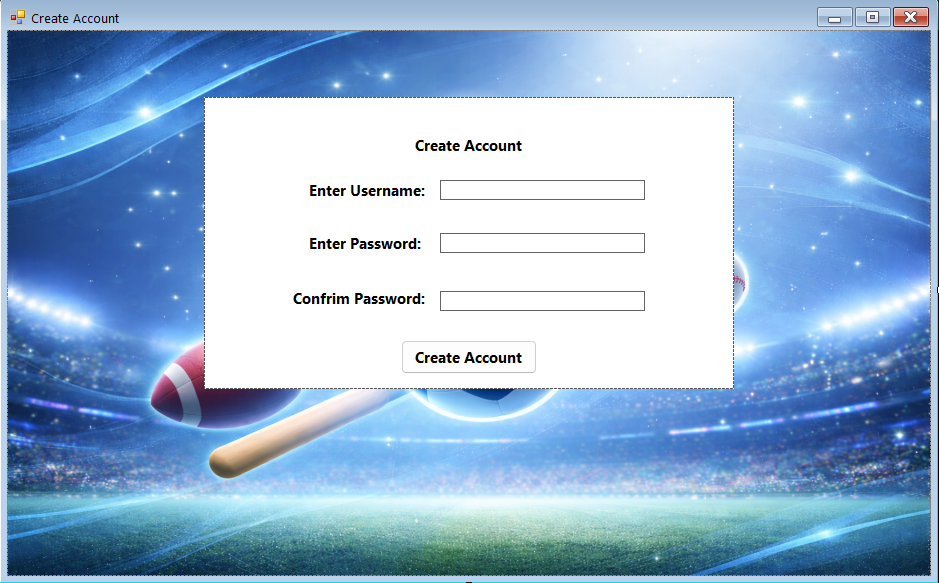 Create Account
Create Account
Enter Username:
Enter Password:
Confrim Password:
Create Account